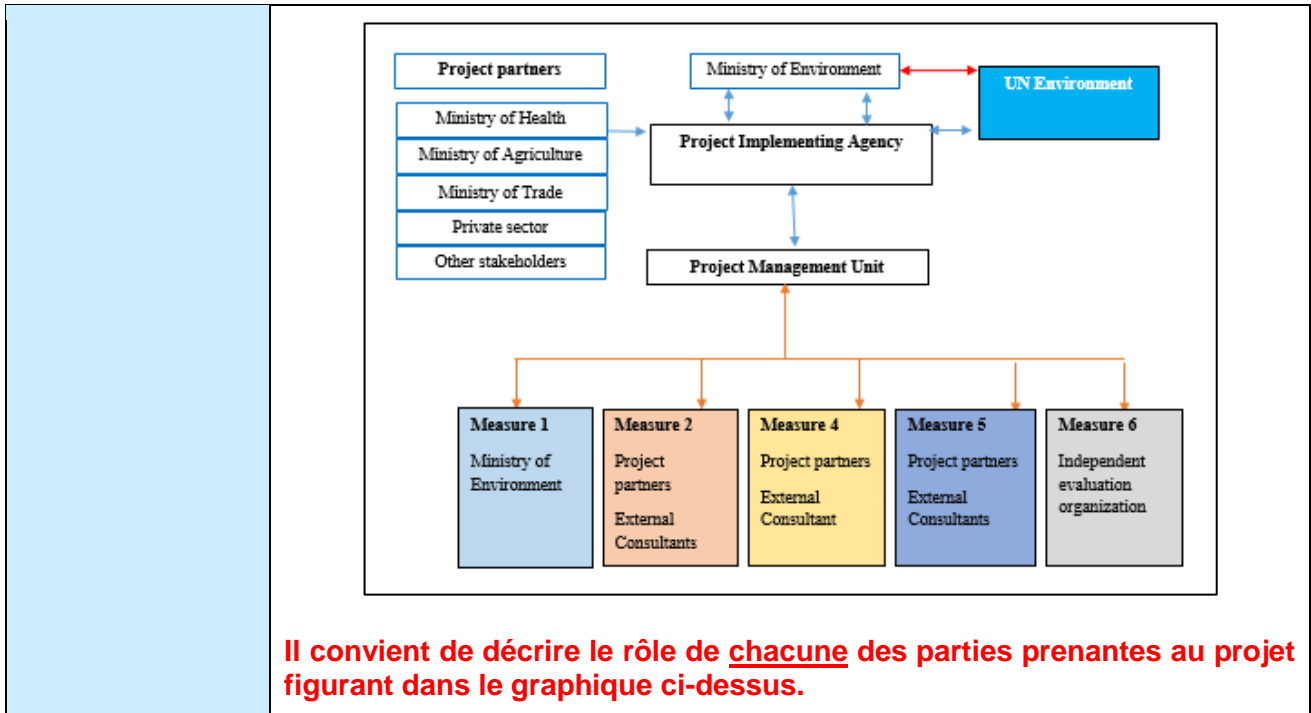 Project partners
Ministry of Health
Ministry of Agriculture
Ministry of Trade
Private sector
Other stakeholders
Ministry of Environment
UN Environment
Project Implementing Agency
Project Management Unit
Measure 1
Ministry of
Environment
Measure 2
Project
partners
External
Consultants
Measure 4
Project partners
External
Consultant
Measure 5
Project partners
External
Consultants
Measure 6
Independent
evaluation
organization
Il convient de décrire le rôle de chacune des parties prenantes au projet
figurant dans le graphique ci-dessus.